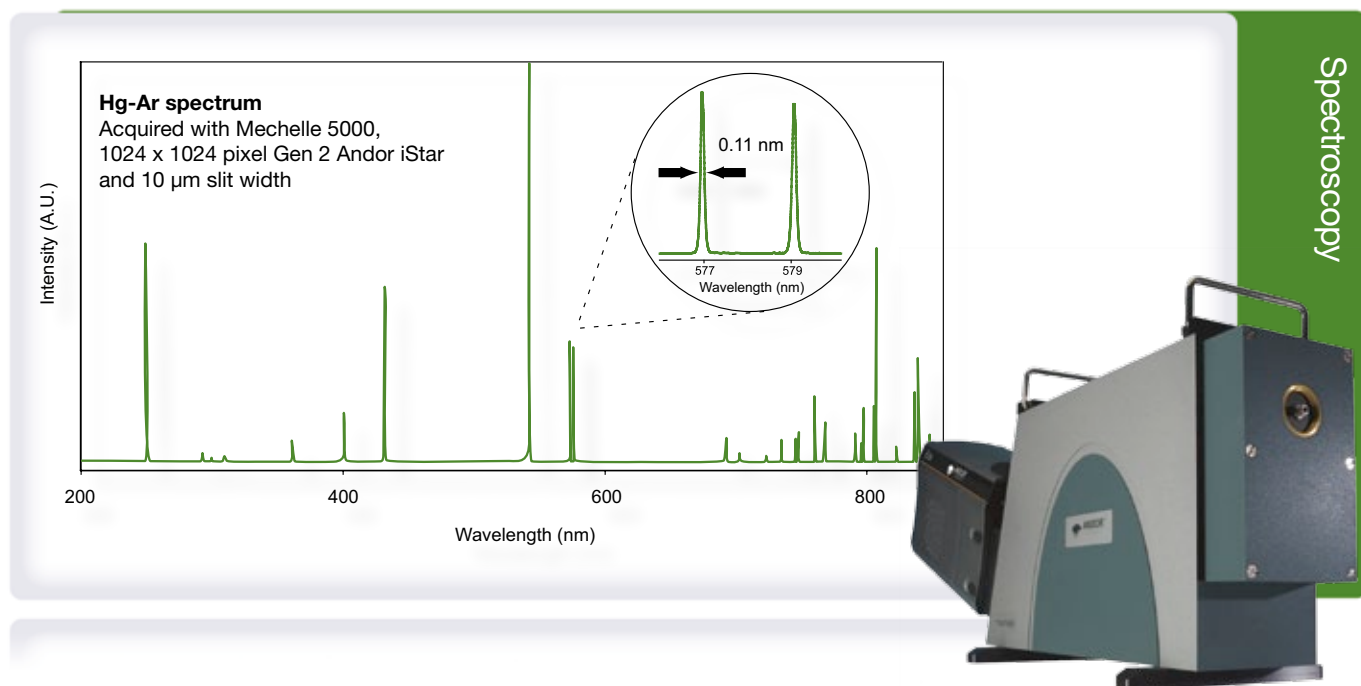 Spectroscopy
Hg-Ar spectrum
Acquired with Mechelle 5000,
1024 x 1024 pixel Gen 2 Andor iStar
and 10 µm slit width
0.11 nm
577 579
Wavelength (nm)
Intensity (A.U.)
200 400 600 800
Wavelength (nm)